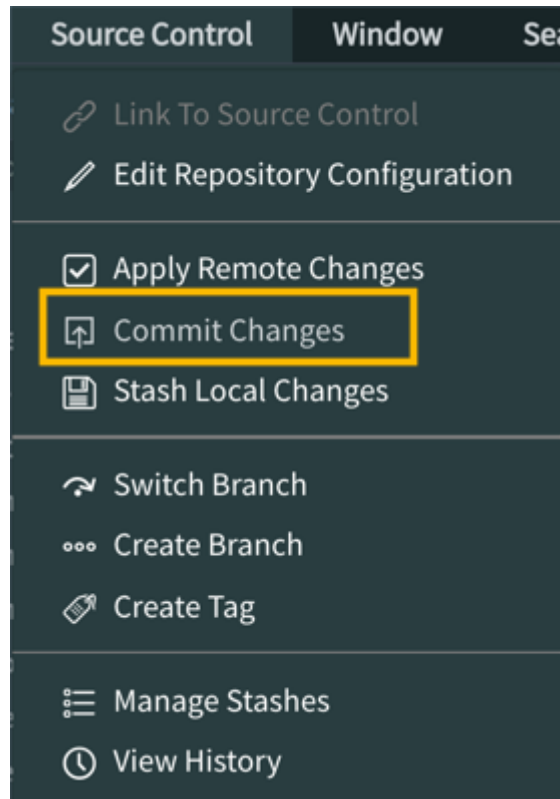 Source Control Window
Link To Source Control
Edit Repository Configuration
Apply Remote Changes
Commit Changes
Stash Local Changes
Switch Branch
Create Branch
Create Tag
Manage Stashes
View History